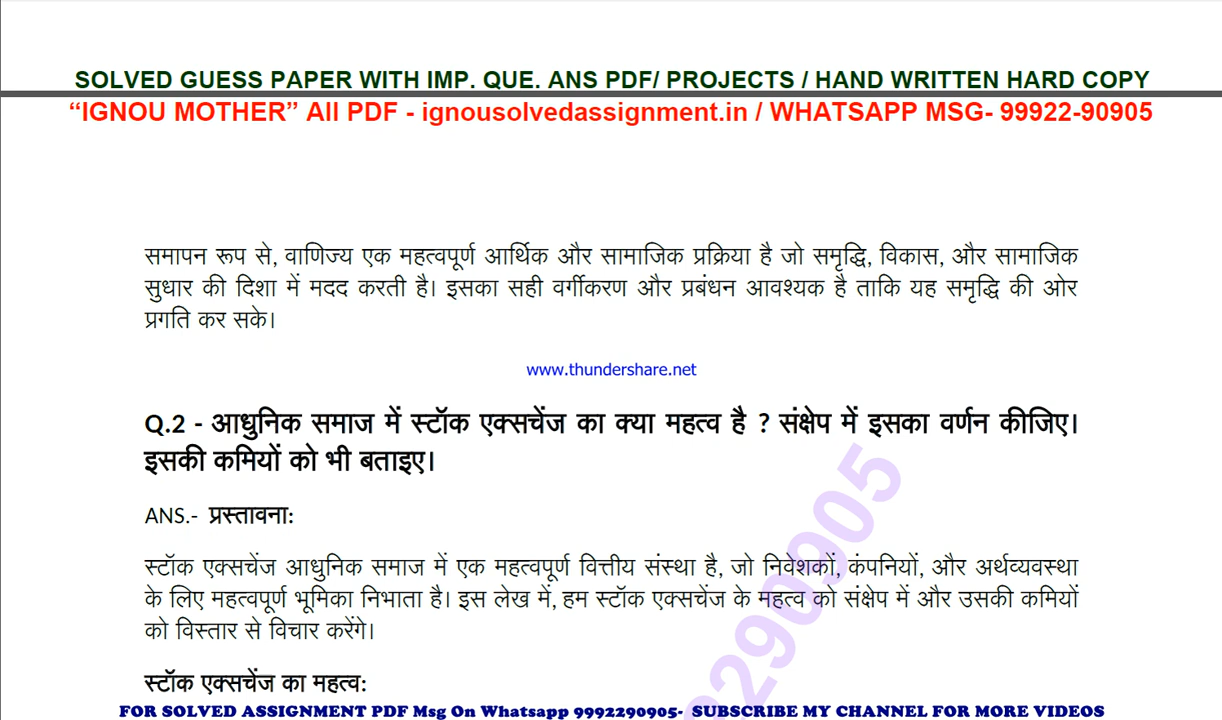 SOLVED GUESS PAPER WITH IMP. QUE. ANS PDF/ PROJECTS / HAND WRITTEN HARD COPY
“IGNOU MOTHER” All PDF - ignousolvedassignment.in / WHATSAPP MSG- 99922-90905
समापन रूप से, वाणिज्य एक महत्वपूर्ण आर्थिक और सामाजिक प्रक्रिया है जो समृद्धि, विकास, और सामाजिक
सुधार की दिशा में मदद करती है। इसका सही वर्गीकरण और प्रबंधन आवश्यक है ताकि यह समृद्धि की ओर
प्रगति कर सके।
www.thundershare.net
Q.2 - आधुनिक समाज में स्टॉक एक्सचेंज का क्या महत्व है ? संक्षेप में इसका वर्णन कीजिए।
इसकी कमियों को भी बताइए।
ANS.- प्रस्तावना:
स्टॉक एक्सचेंज आधुनिक समाज में एक महत्वपूर्ण वित्तीय संस्था है, जो निवेशकों, कंपनियों, और अर्थव्यवस्था
के लिए महत्वपूर्ण भूमिका निभाता है। इस लेख में, हम स्टॉक एक्सचेंज के महत्व को संक्षेप में और उसकी कमियों
को विस्तार से विचार करेंगे।
स्टॉक एक्सचेंज का महत्व:
FOR SOLVED ASSIGNMENT PDF Msg On Whatsapp 9992290905- SUBSCRIBE MY CHANNEL FOR MORE VIDEOS